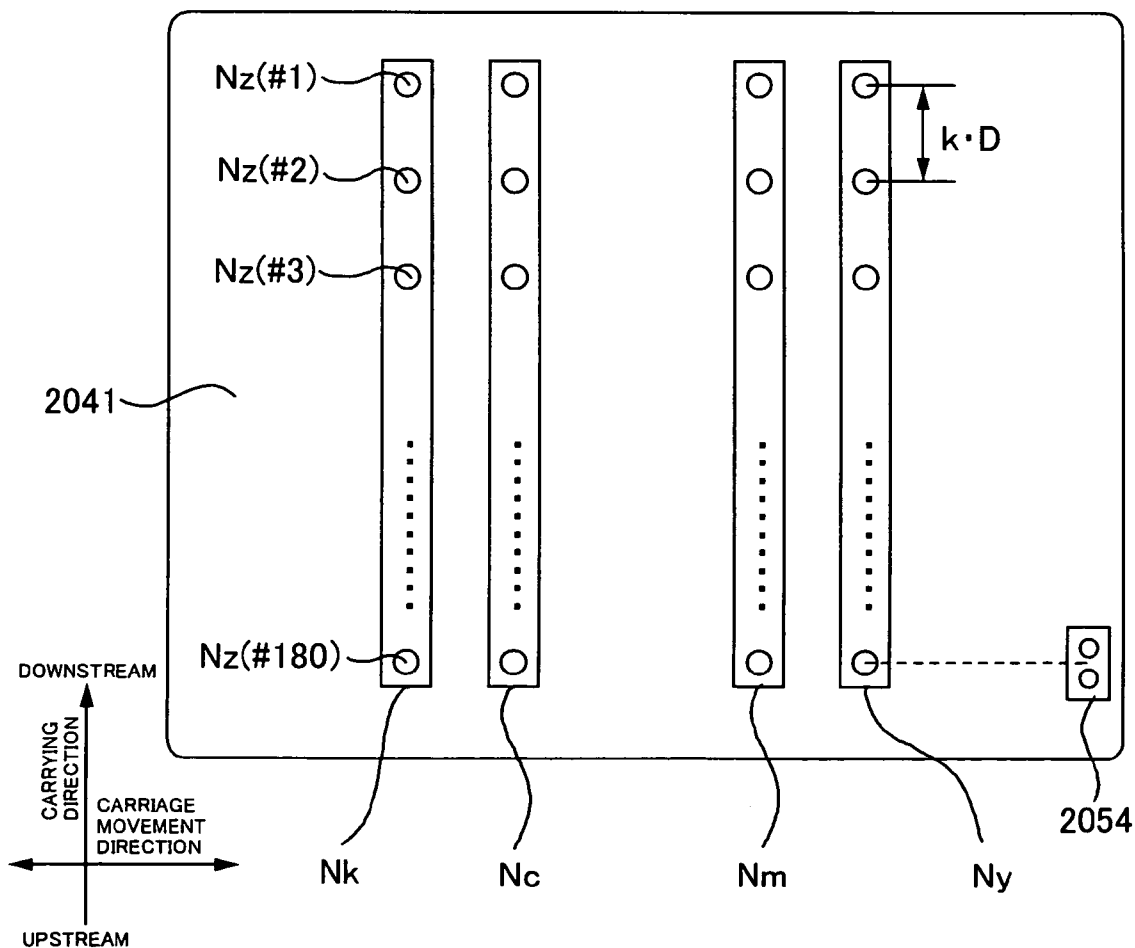 Nz(#1)
k·D
Nz(#2)
Nz(#3)
2041
Nz(#180)
DOWNSTREAM
CARRYING
DIRECTION
CARRIAGE
MOVEMENT
DIRECTION
UPSTREAM
2054
Nk
Nc
Nm
Ny